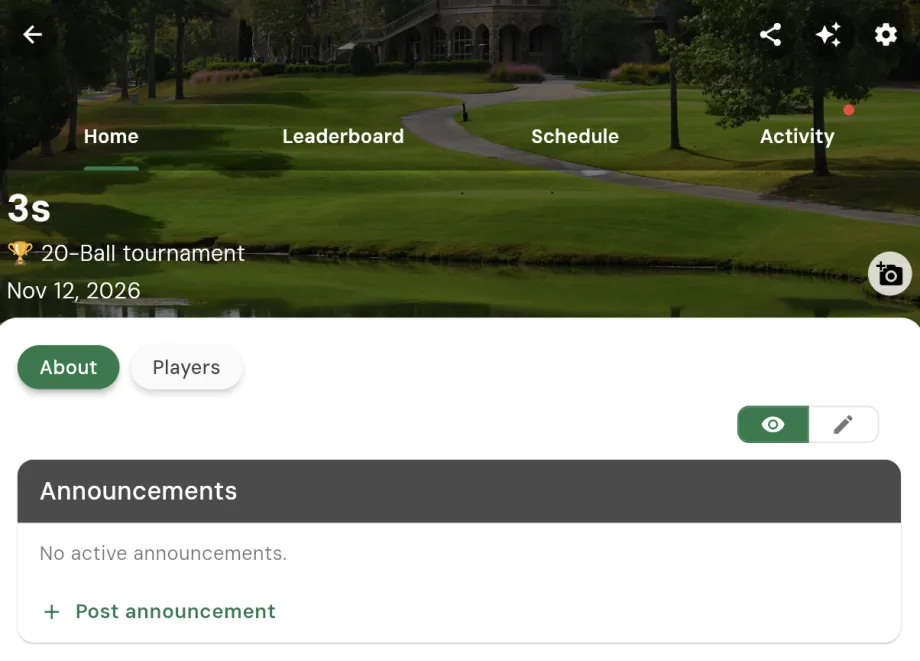 Home
Leaderboard
Schedule
Activity
3s
🏆 20-Ball tournament
Nov 12, 2026
About
Players
Announcements
No active announcements.
+ Post announcement